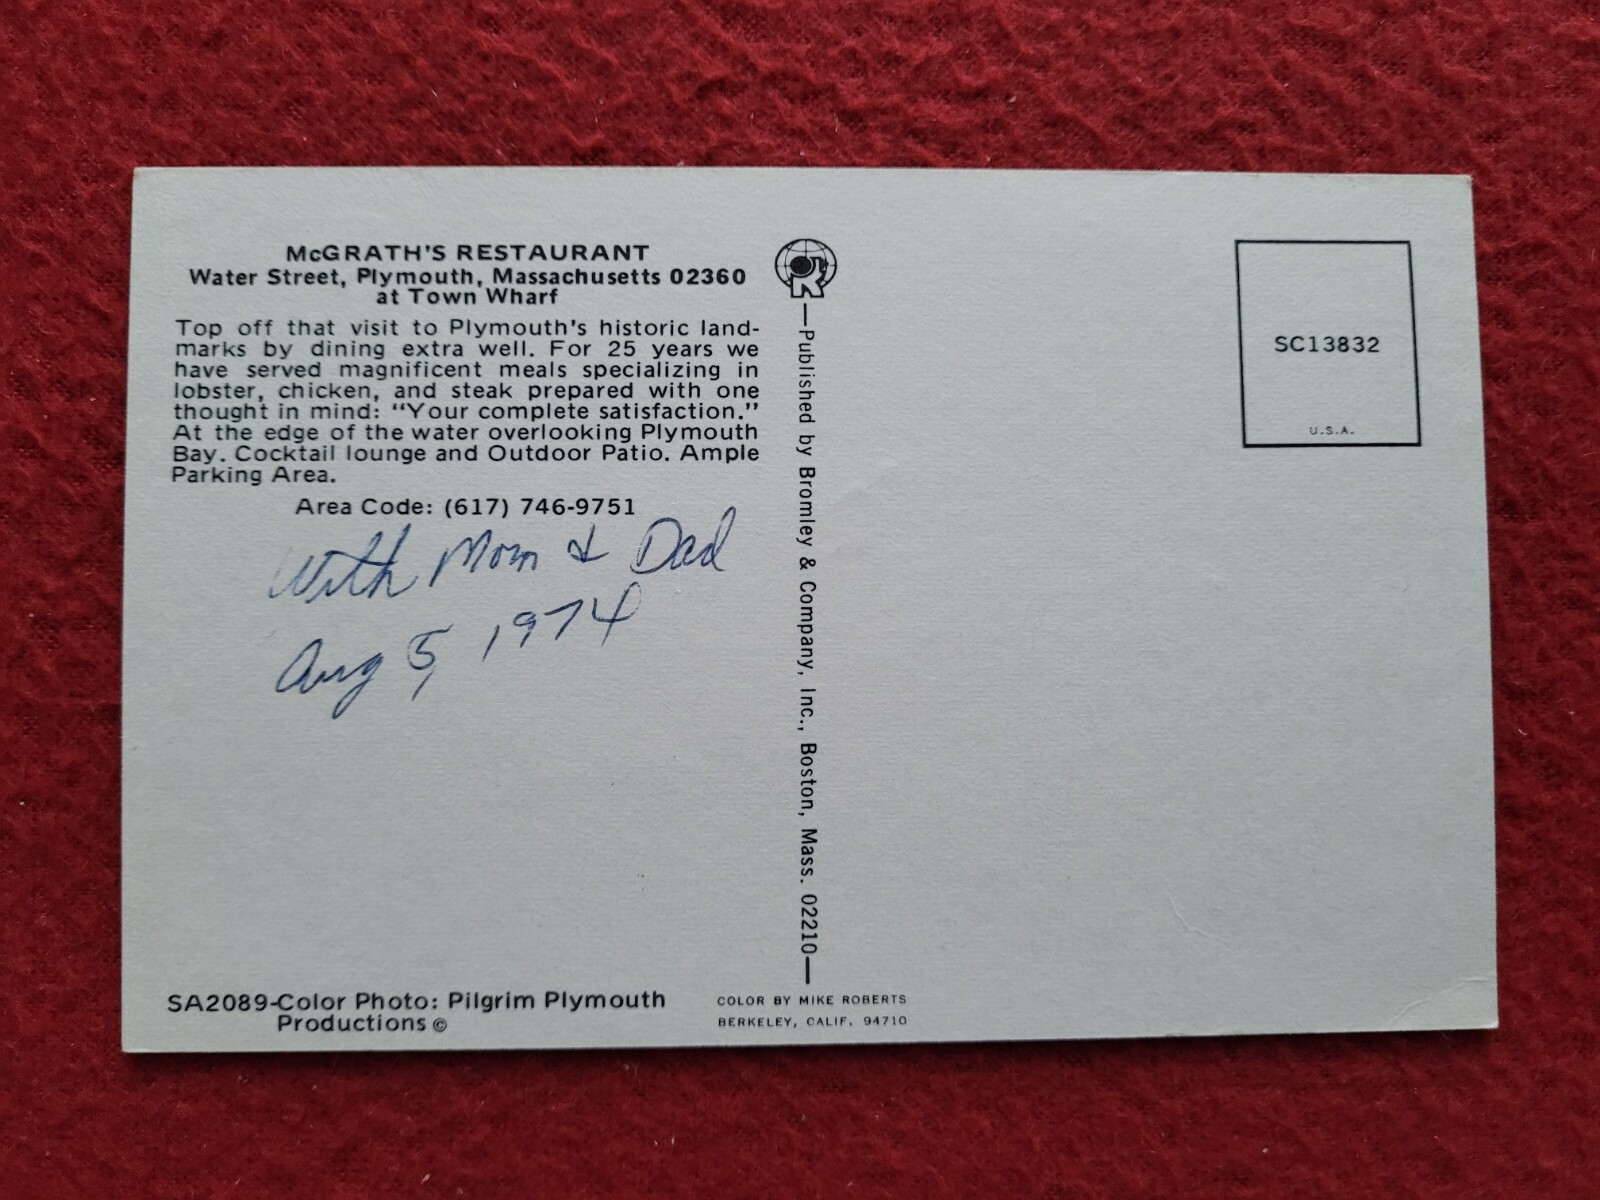 McGRATH'S RESTAURANT
Water Street, Plymouth, Massachusetts 02360
at Town Wharf
Top off that visit to Plymouth's historic land-
marks by dining extra well. For 25 years we
have served magnificent meals specializing in
lobster, chicken, and steak prepared with one
thought in mind: “Your complete satisfaction.”
At the edge of the water overlooking Plymouth
Bay. Cocktail lounge and Outdoor Patio. Ample
Parking Area.
Area Code: (617) 746-9751
With Mom & Dad
Aug 5, 1974
SA2089-Color Photo: Pilgrim Plymouth
Productions ©
—Published by Bromley & Company, Inc., Boston, Mass. 02210—
COLOR BY MIKE ROBERTS
BERKELEY, CALIF. 94710
SC13832
U.S.A.